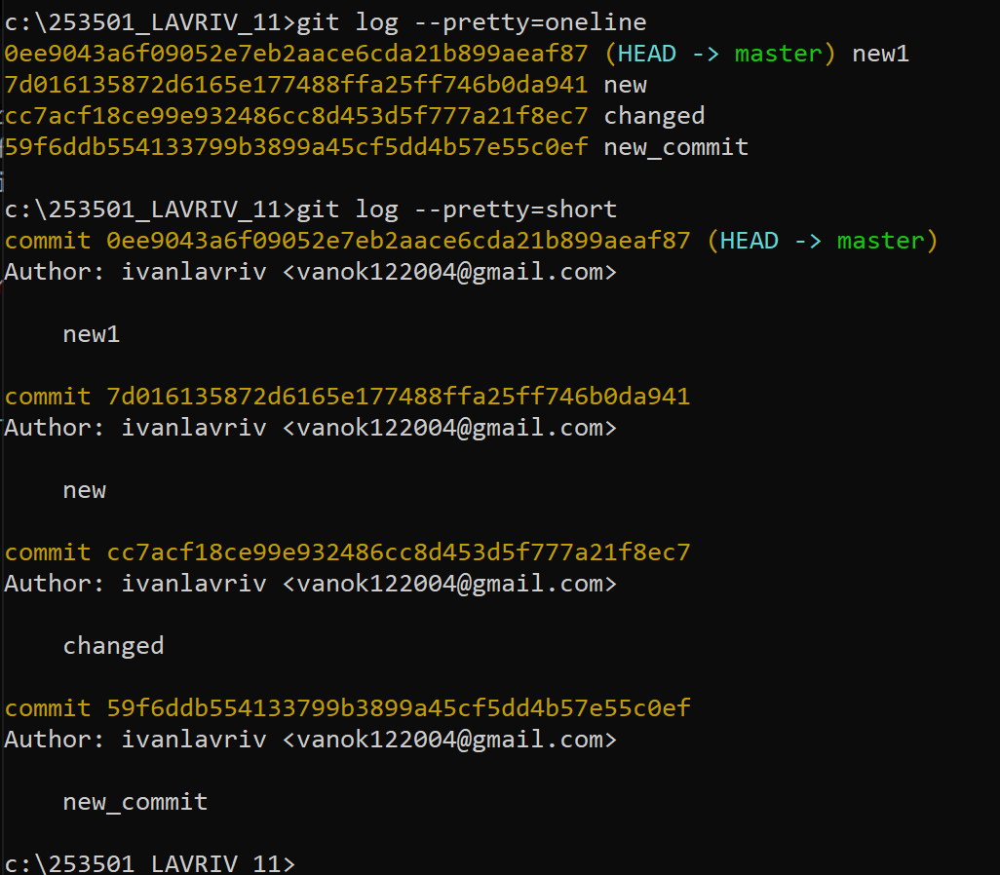 c:\253501_LAVRIV_11>git log --pretty=oneline
0ee9043a6f09052e7eb2aace6cda21b899aeaf87 (HEAD -> master) new1
7d016135872d6165e177488ffa25ff746b0da941 new
cc7acf18ce99e932486cc8d453d5f777a21f8ec7 changed
59f6ddb554133799b3899a45cf5dd4b57e55c0ef new_commit
c:\253501_LAVRIV_11>git log --pretty=short
commit 0ee9043a6f09052e7eb2aace6cda21b899aeaf87 (HEAD -> master)
Author: ivanlavriv <vanok122004@gmail.com>
new1
commit 7d016135872d6165e177488ffa25ff746b0da941
Author: ivanlavriv <vanok122004@gmail.com>
new
commit cc7acf18ce99e932486cc8d453d5f777a21f8ec7
Author: ivanlavriv <vanok122004@gmail.com>
changed
commit 59f6ddb554133799b3899a45cf5dd4b57e55c0ef
Author: ivanlavriv <vanok122004@gmail.com>
new_commit
c:\253501_LAVRIV_11>